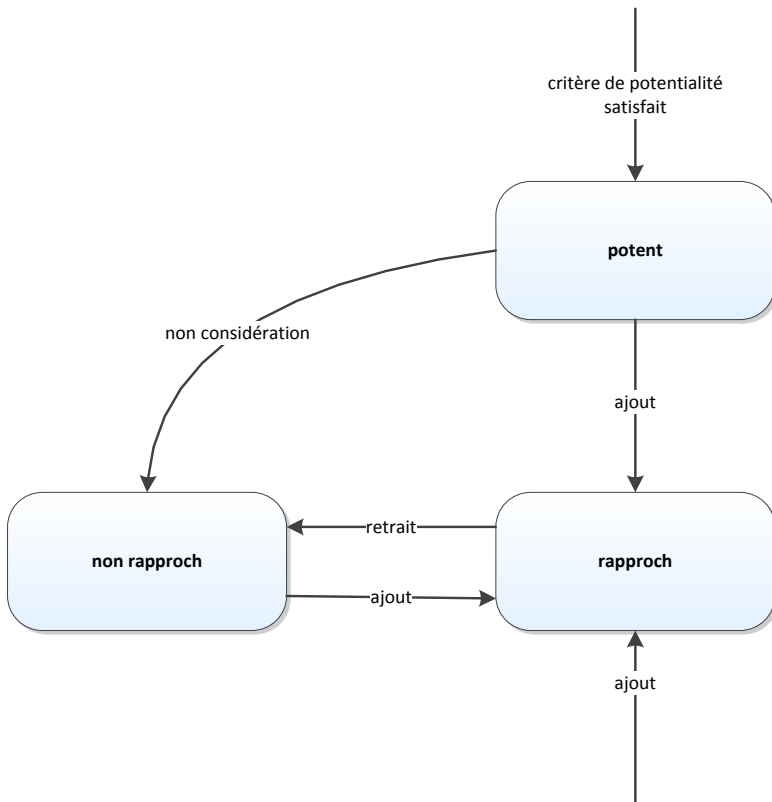 critère de potentialité
satisfait
potent
non considération
ajout
non rapproch
retrait
ajout
rapproch
ajout